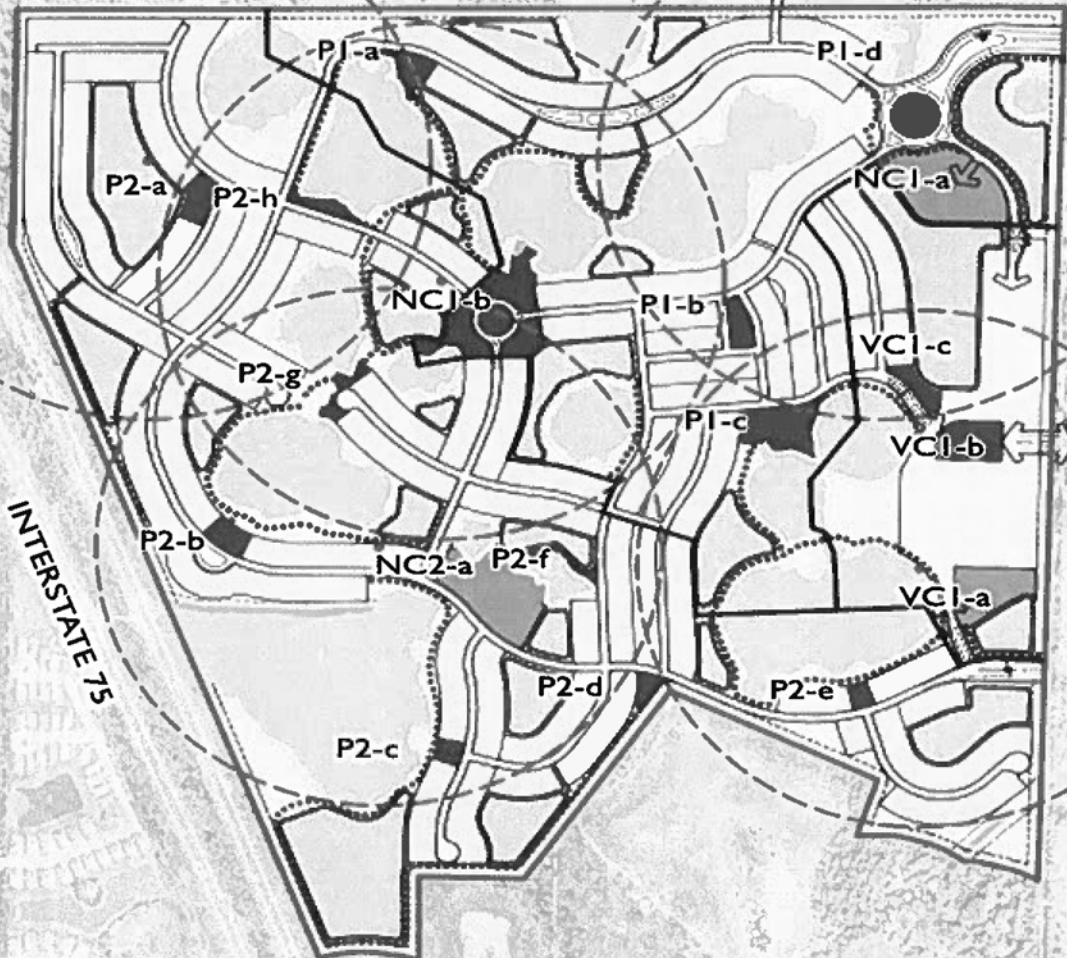 P1-a
P1-d
P2-a
P2-h
NC1-a
NC1-b
P1-b
VC1-c
P2-g
P1-c
VC1-b
INTERSTATE 75
P2-b
NC2-a
P2-f
VC1-a
P2-d
P2-e
P2-c